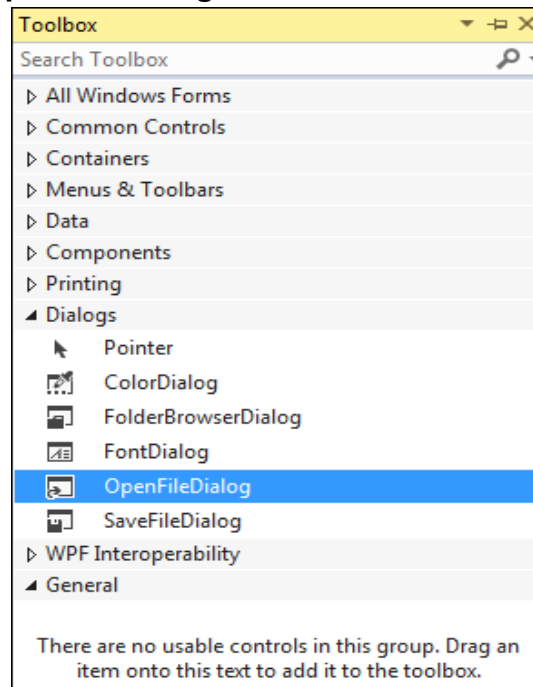 Toolbox
Search Toolbox
All Windows Forms
Common Controls
Containers
Menus & Toolbars
Data
Components
Printing
Dialogs
Pointer
ColorDialog
FolderBrowserDialog
FontDialog
OpenFileDialog
SaveFileDialog
WPF Interoperability
General
There are no usable controls in this group. Drag an
item onto this text to add it to the toolbox.